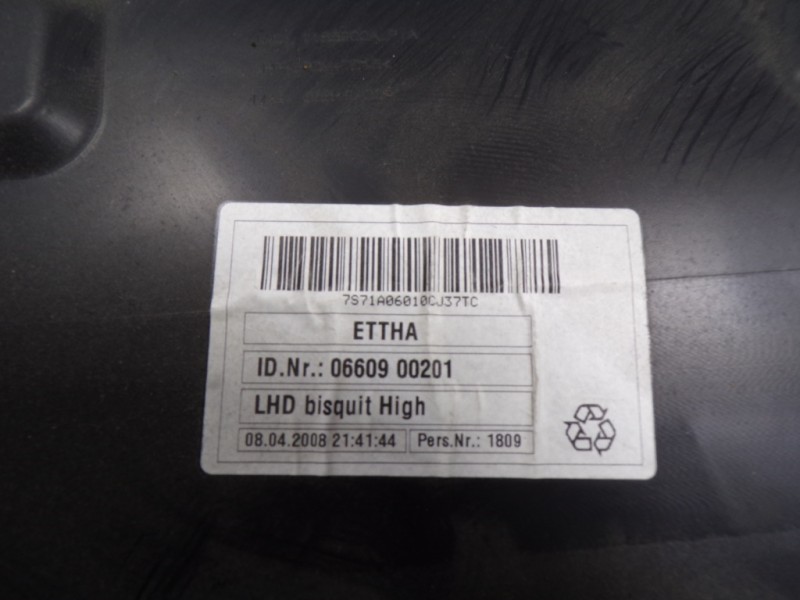 7S71A06010CJ37TC
ETTHA
ID.Nr.: 06609 00201
LHD bisquit High
08.04.2008 21:41:44 Pers.Nr.: 1809